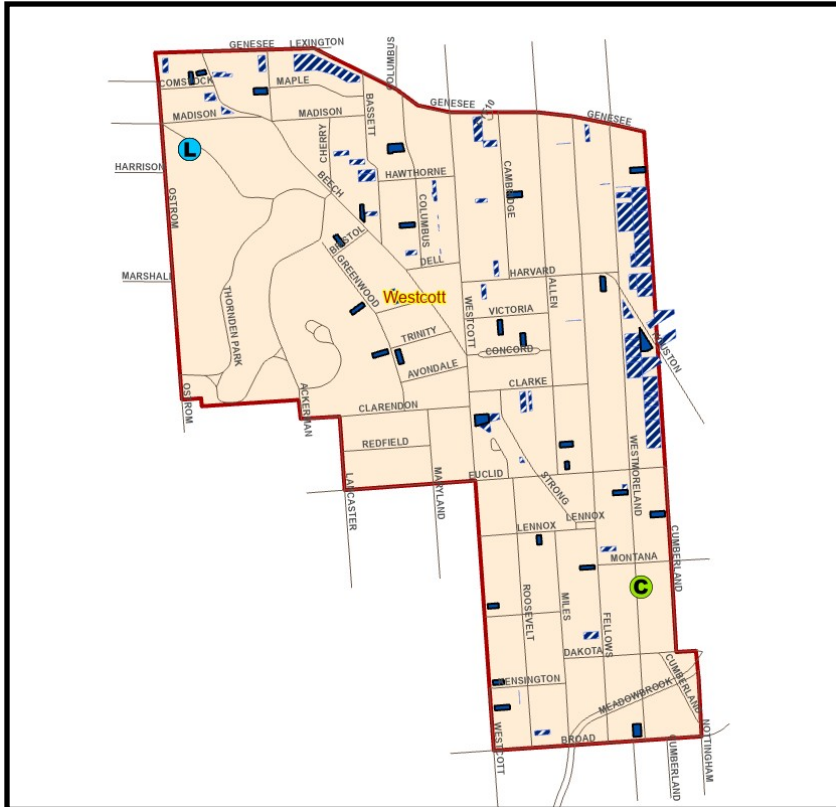 GENESEE
LEXINGTON
COLUMBUS
COMSTOCK
MAPLE
BASSETT
GENESEE
GENESEE
MADISON
MADISON
CHERRY
L
HARRISON
HAWTHORNE
CAMBRIDGE
OSTROM
BEECH
COLUMBUS
BRISTOL
DELL
MARSHALL
GREENWOOD
HARVARD
THORNDEN PARK
Westcott
WESTCOTT
ALLEN
VICTORIA
TRINITY
CONCORD
HOUSTON
AVONDALE
CLARKE
OSTROM
ACKERMAN
CLARENDON
REDFIELD
WESTMORELAND
EUCLID
STRONG
LANCASTER
MARYLAND
LENNOX
LENNOX
CUMBERLAND
MONTANA
C
ROOSEVELT
MILES
FELLOWS
DAKOTA
CUMBERLAND
KENSINGTON
MEADOWBROOK
WESTCOTT
BROAD
CUMBERLAND
NOTTINGHAM